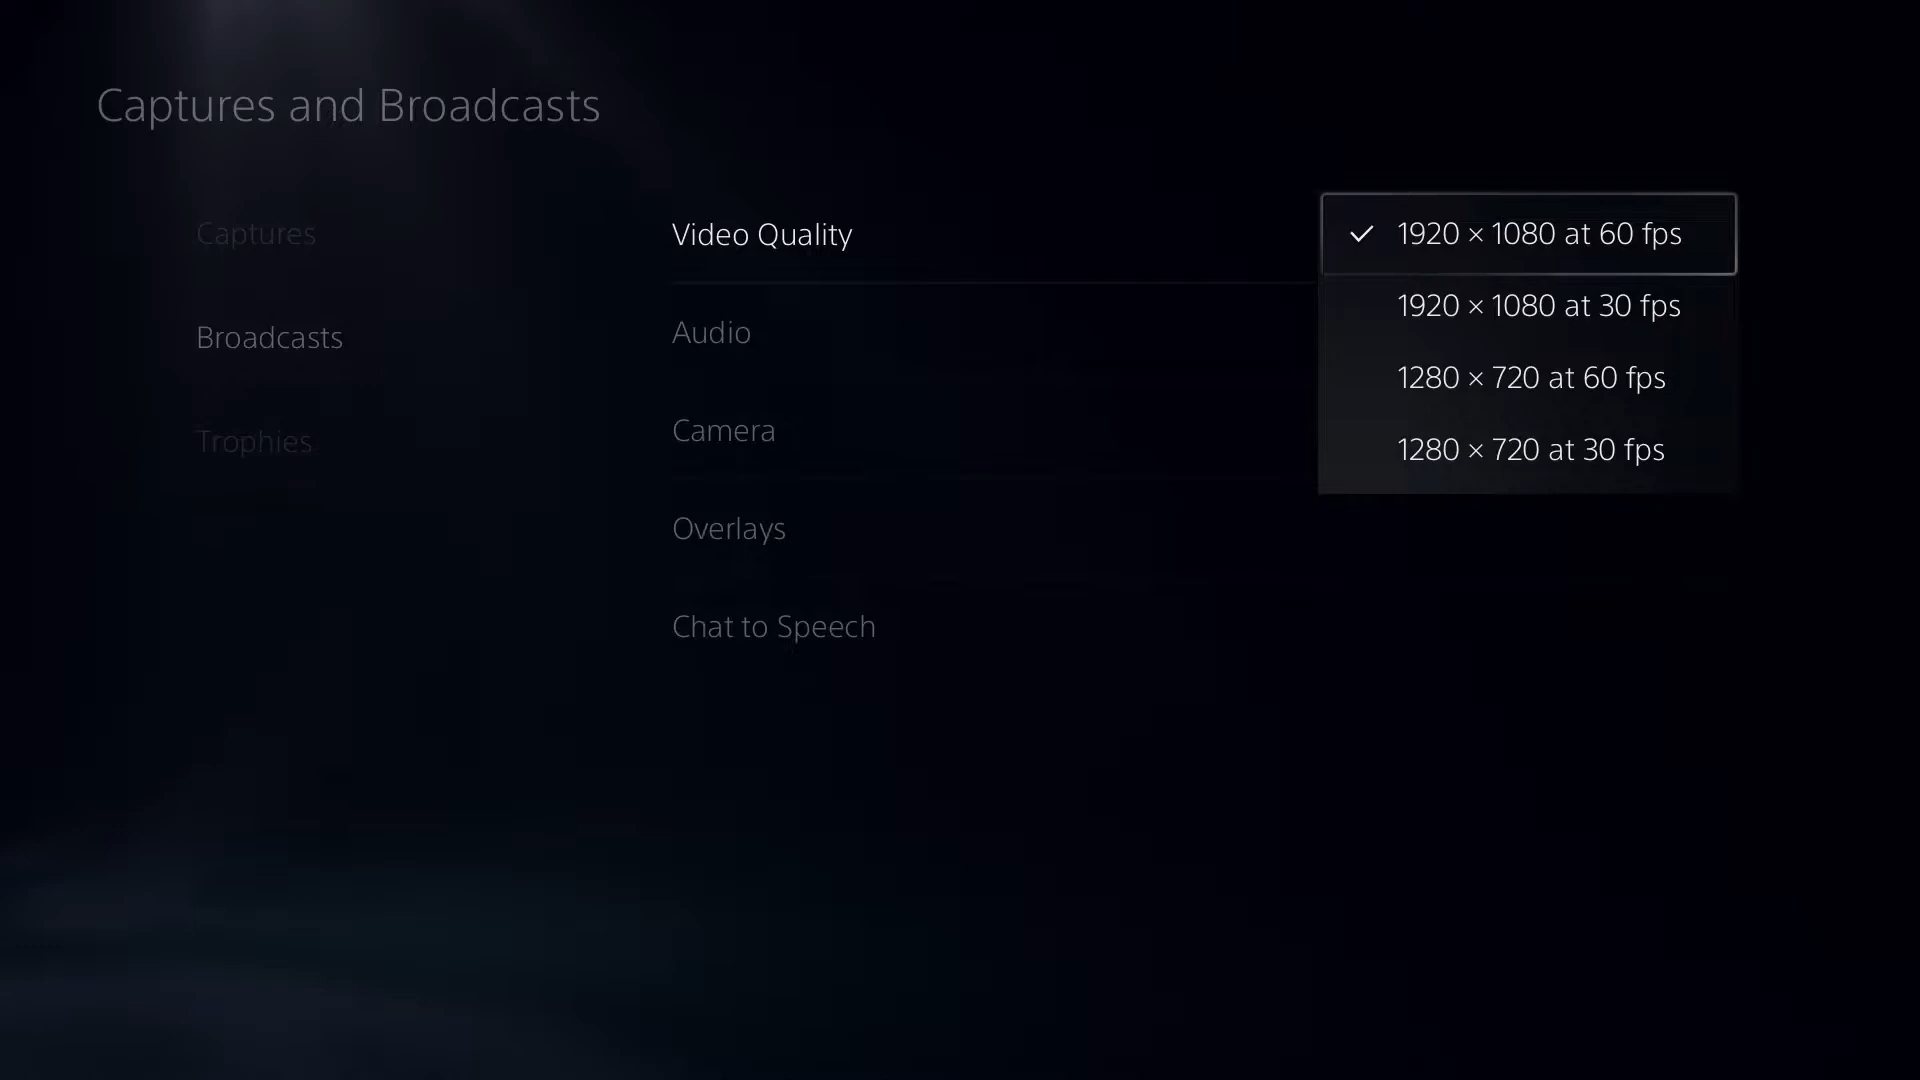 Captures and Broadcasts
Captures
Broadcasts
Trophies
Video Quality
Audio
Camera
Overlays
Chat to Speech
1920 × 1080 at 60 fps
1920 × 1080 at 30 fps
1280 × 720 at 60 fps
1280 × 720 at 30 fps